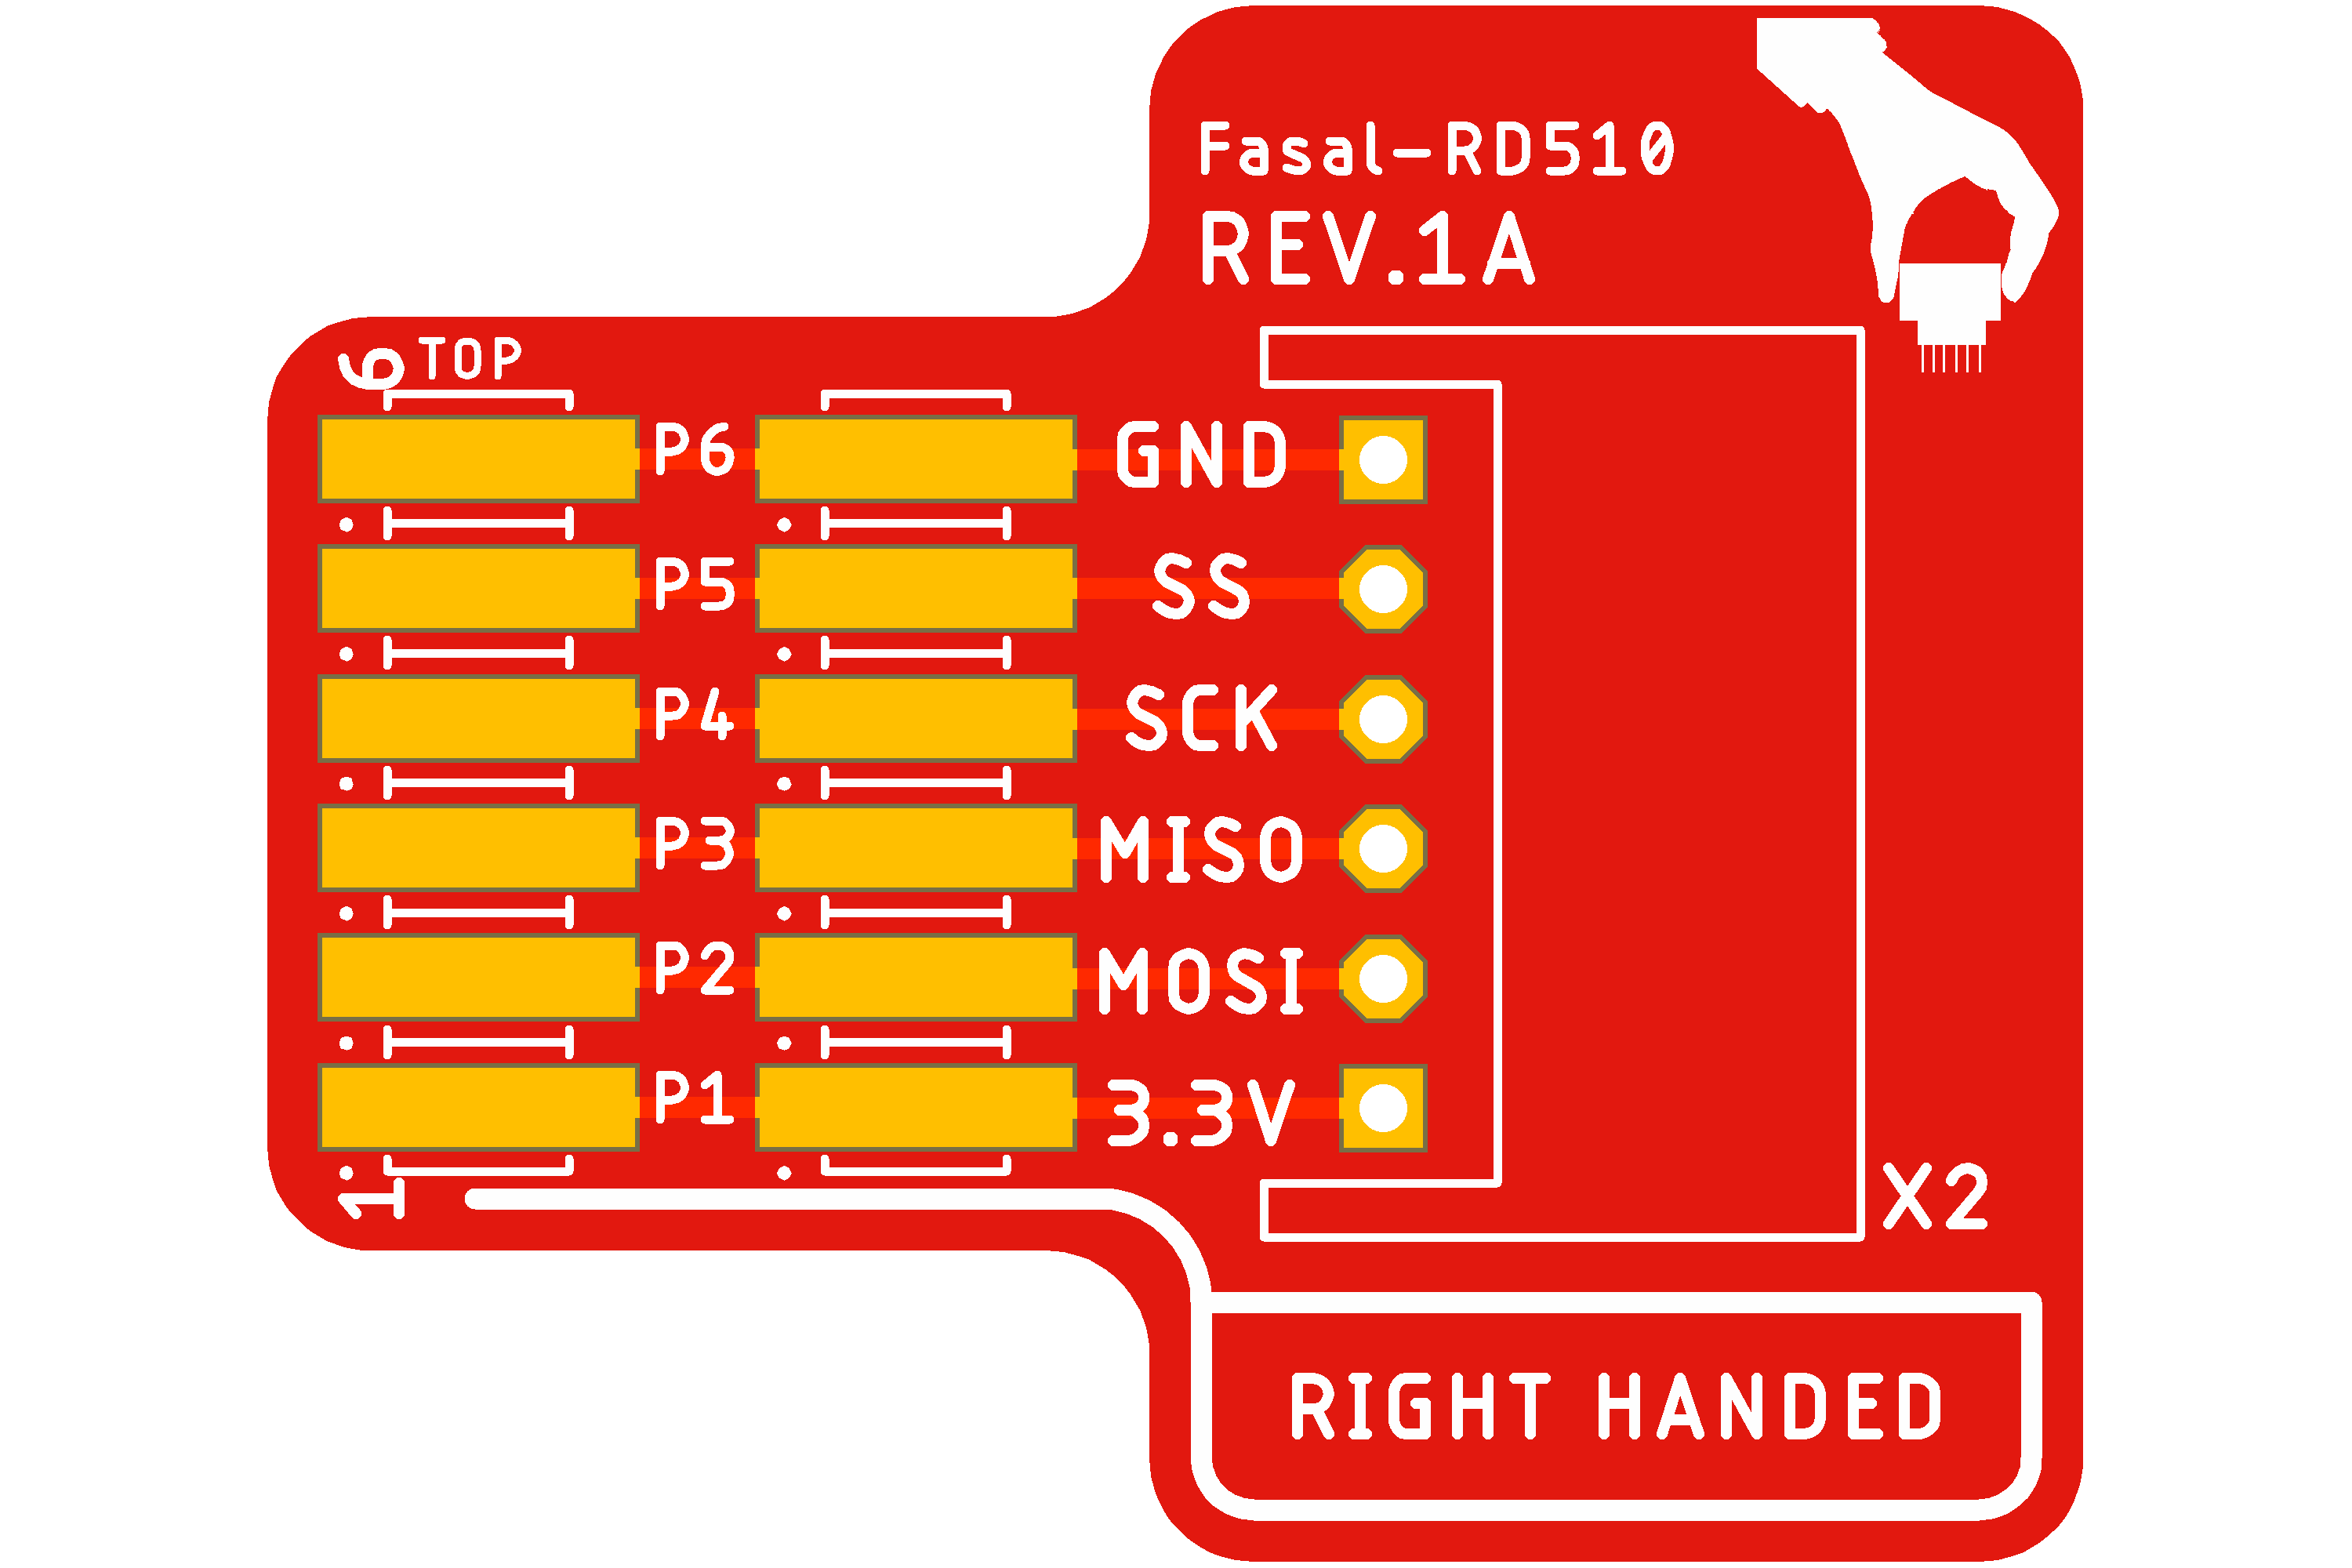 Fasal-RD510
REV.1A
6 TOP
P6 GND
P5 SS
P4 SCK
P3 MISO
P2 MOSI
P1 3.3V
1
X2
RIGHT HANDED